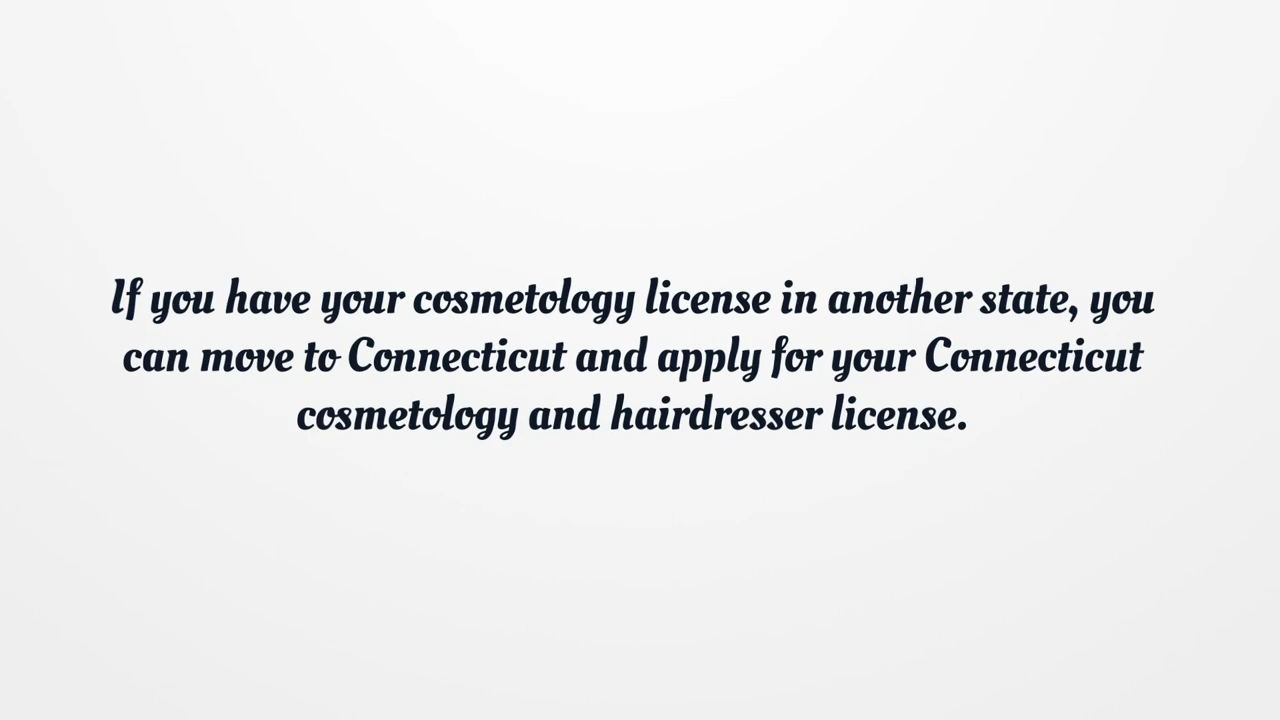 If you have your cosmetology license in another state, you
can move to Connecticut and apply for your Connecticut
cosmetology and hairdresser license.